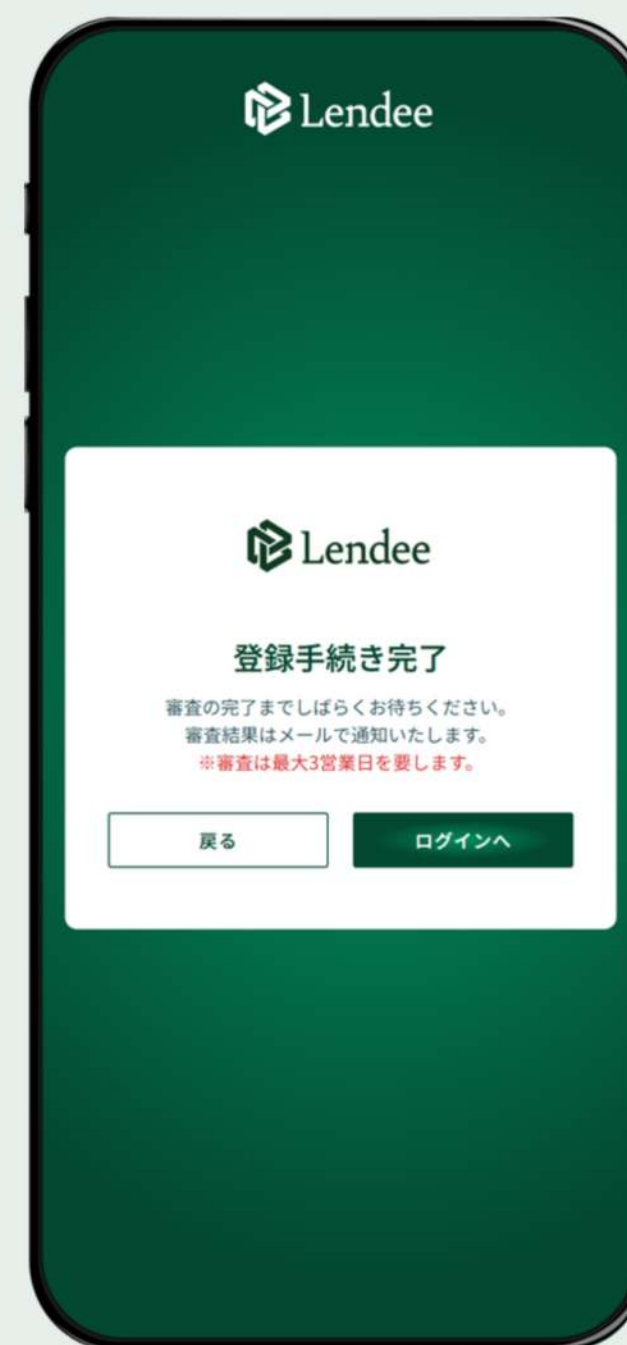 Lendee
Lendee
登録手続き完了
審査の完了までしばらくお待ちください。
審査結果はメールで通知いたします。
※審査は最大3営業日を要します。
戻る
ログインへ